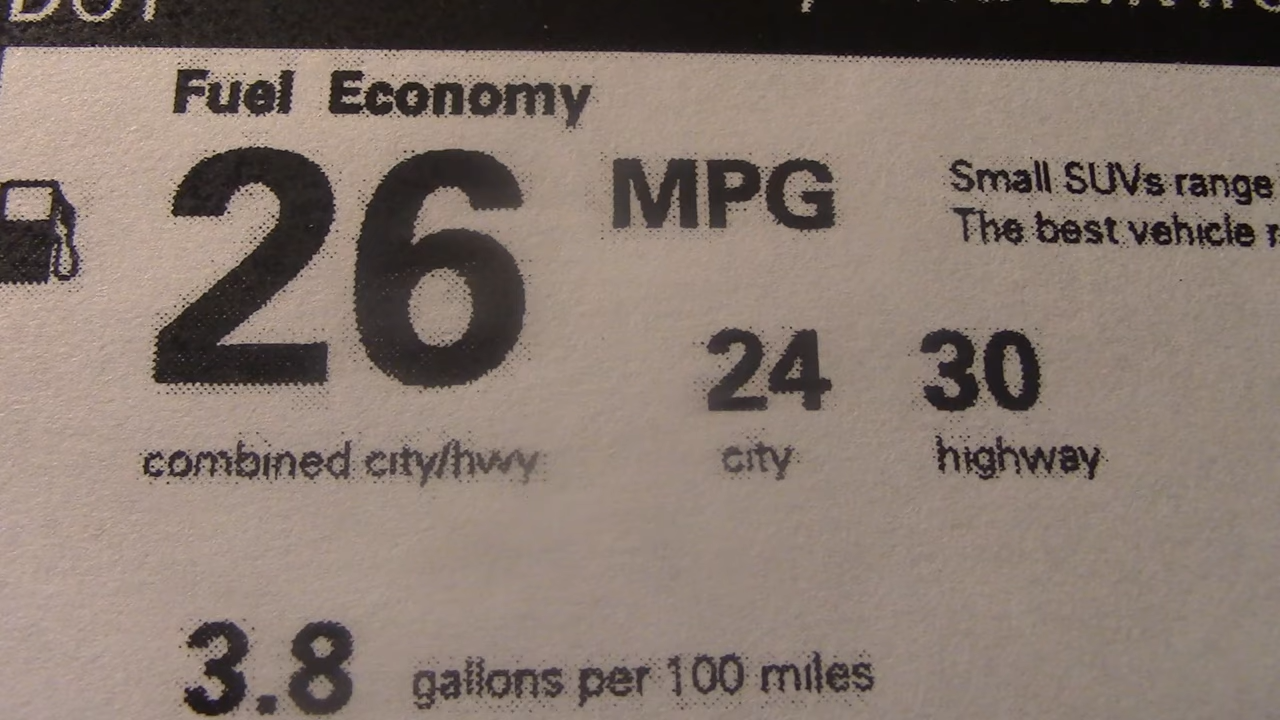 DOT
Fuel Economy
26 MPG
Small SUVs range
The best vehicle
24 30
combined city/hwy city highway
3.8 gallons per 100 miles